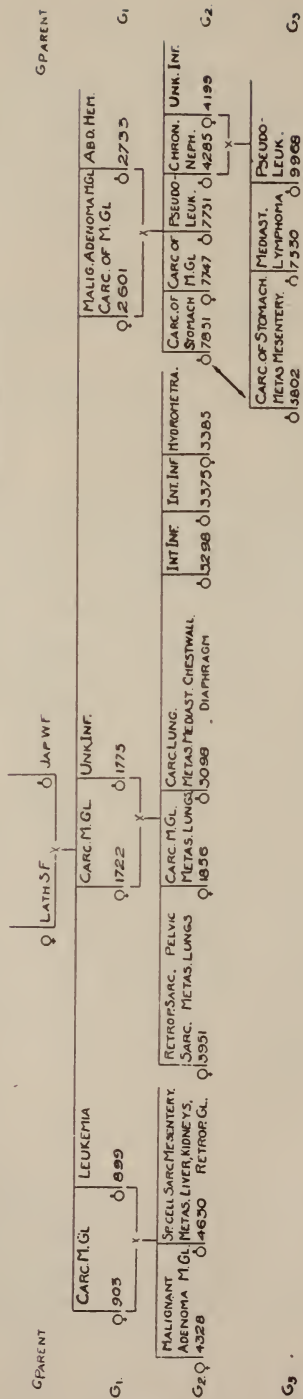 GPARENT ♀ LATH SF ♂ JAP WF GPARENT
G1. CARC. M. GL LEUKEMIA CARC. M. GL UNK. INF. MALIG. ADENOMA M.GL ABD. HEM. G1
CARC. OF M. GL
♀ 903 ♂ 899 ♀ 1722 ♂ 1773 ♀ 2601 ♂ 2733
MALIGNANT SP. CELL SARC. MESENTERY. RETROP. SARC. PELVIC CARC. M. GL. CARC. LUNG. INT INF. INT. INF HYDROMETRA. CARC. OF CARC OF PSEUDO- CHRON. UNK. INF. G2.
ADENOMA M. GL. METAS. LIVER, KIDNEYS, SARC. METAS. LUNGS METAS. LUNGS METAS. MEDIAST. CHESTWALL. STOMACH M. GL LEUK. NEPH.
G2. ♀ 4328 ♂ 4630 RETROP. GL. ♀ 3951 ♀ 1856 ♂ 3098 . DIAPHRAGM ♂ 3298 ♂ 3375 ♀ 3385 ♂ 7831 ♀ 7747 ♂ 7731 ♂ 4285 ♀ 4199
CARC. OF STOMACH. MEDIAST. PSEUDO-
METAS MESENTERY. LYMPHOMA LEUK.
G3 ♂ 5802 ♂ 7530 ♂ 9968 G3